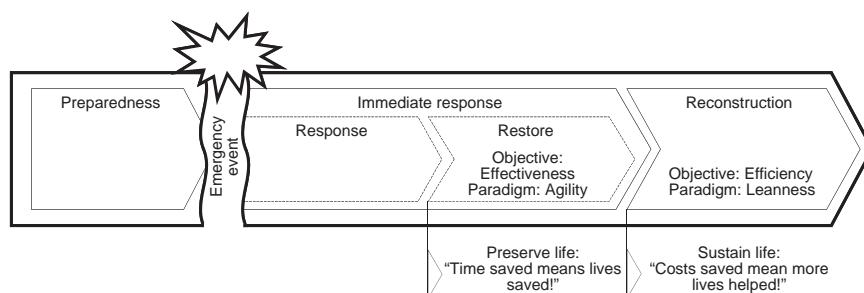 Preparedness
Emergency
event
Immediate response
Response
Restore
Objective:
Effectiveness
Paradigm: Agility
Reconstruction
Objective: Efficiency
Paradigm: Leanness
Preserve life:
“Time saved means lives
saved!”
Sustain life:
“Costs saved mean more
lives helped!”